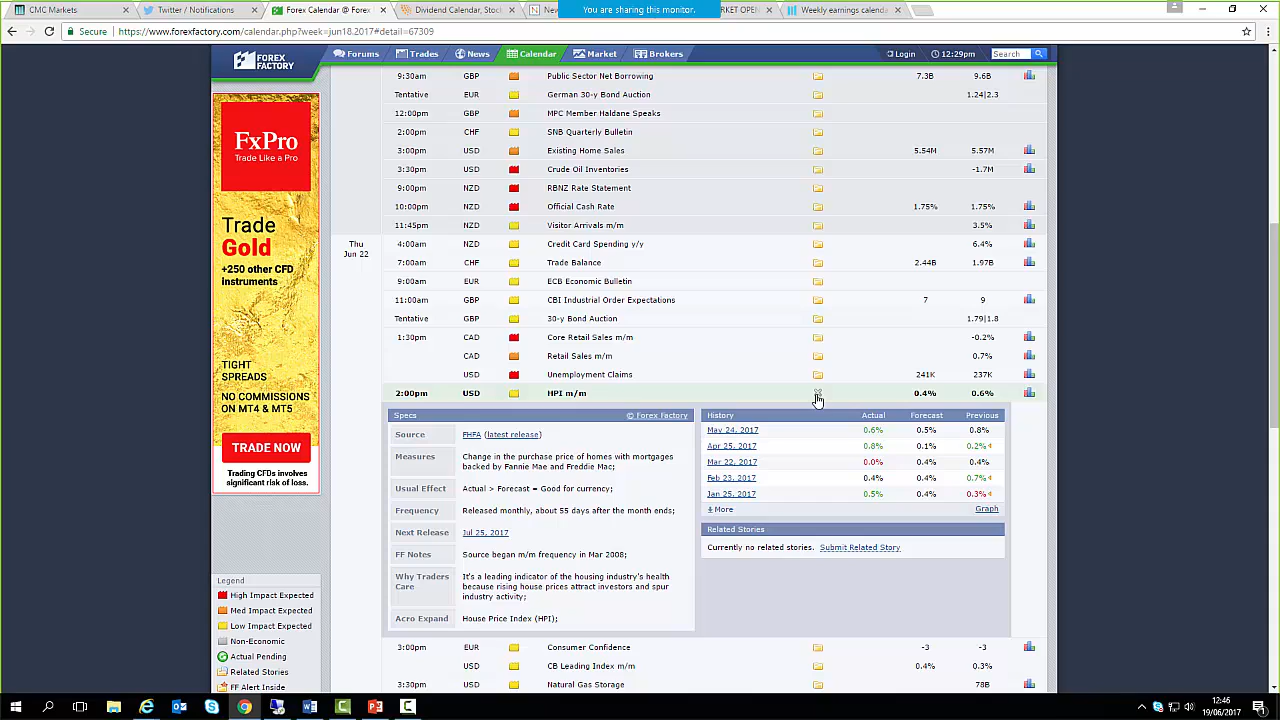 CMC Markets
Twitter / Notifications
Forex Calendar @ Forex
Dividend Calendar, Stock
New
You are sharing this monitor.
MARKET OPEN
Weekly earnings calenda
Secure
https://www.forexfactory.com/calendar.php?week=jun18.2017#detail=67309
FOREX FACTORY
Forums Trades News Calendar Market Brokers Login 12:29pm Search
9:30am GBP Public Sector Net Borrowing 7.3B 9.6B
Tentative EUR German 30-y Bond Auction 1.24|2.3
12:00pm GBP MPC Member Haldane Speaks
2:00pm CHF SNB Quarterly Bulletin
3:00pm USD Existing Home Sales 5.54M 5.57M
3:30pm USD Crude Oil Inventories -1.7M
9:00pm NZD RBNZ Rate Statement
10:00pm NZD Official Cash Rate 1.75% 1.75%
11:45pm NZD Visitor Arrivals m/m 3.5%
Thu
Jun 22
4:00am NZD Credit Card Spending y/y 6.4%
7:00am CHF Trade Balance 2.44B 1.97B
9:00am EUR ECB Economic Bulletin
11:00am GBP CBI Industrial Order Expectations 7 9
Tentative GBP 30-y Bond Auction 1.79|1.8
1:30pm CAD Core Retail Sales m/m -0.2%
CAD Retail Sales m/m 0.7%
USD Unemployment Claims 241K 237K
2:00pm USD HPI m/m 0.4% 0.6%
Specs © Forex Factory
Source FHFA (latest release)
Measures Change in the purchase price of homes with mortgages
backed by Fannie Mae and Freddie Mac;
Usual Effect Actual > Forecast = Good for currency;
Frequency Released monthly, about 55 days after the month ends;
Next Release Jul 25, 2017
FF Notes Source began m/m frequency in Mar 2008;
Why Traders Care It's a leading indicator of the housing industry's health
because rising house prices attract investors and spur
industry activity;
Acro Expand House Price Index (HPI);
History Actual Forecast Previous
May 24, 2017 0.6% 0.5% 0.8%
Apr 25, 2017 0.8% 0.1% 0.2%
Mar 22, 2017 0.0% 0.4% 0.4%
Feb 23, 2017 0.4% 0.4% 0.7%
Jan 25, 2017 0.5% 0.4% 0.3%
More Graph
Related Stories
Currently no related stories. Submit Related Story
3:00pm EUR Consumer Confidence -3 -3
USD CB Leading Index m/m 0.4% 0.3%
3:30pm USD Natural Gas Storage 78B
FxPro
Trade Like a Pro
Trade
Gold
+250 other CFD
instruments
TIGHT
SPREADS
NO COMMISSIONS
ON MT4 & MT5
TRADE NOW
Trading CFDs involves
significant risk of loss.
Legend
High Impact Expected
Med Impact Expected
Low Impact Expected
Non-Economic
Actual Pending
Related Stories
FF Alert Inside
12:46
19/06/2017
1